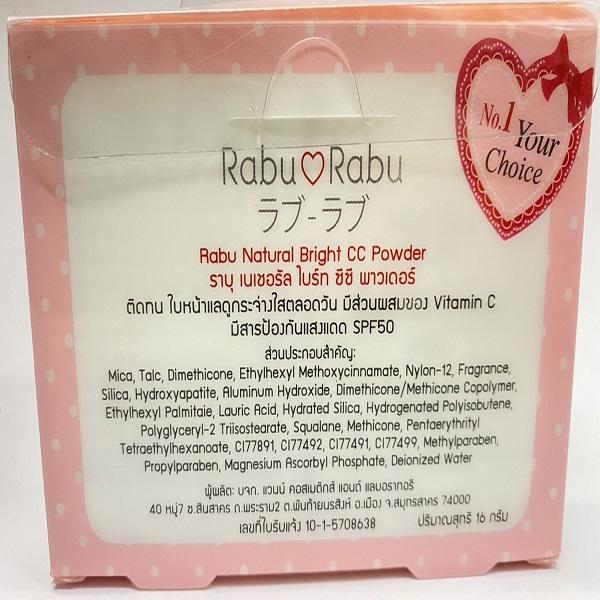 No.1 Your
Choice
Rabu♡Rabu
ラブ-ラブ
Rabu Natural Bright CC Powder
ราบุ เนเชอรัล ไบร์ท ซีซี พาวเดอร์
ติดทน ใบหน้าแลดูกระจ่างใสตลอดวัน มีส่วนผสมของ Vitamin C
มีสารป้องกันแสงแดด SPF50
ส่วนประกอบสำคัญ:
Mica, Talc, Dimethicone, Ethylhexyl Methoxycinnamate, Nylon-12, Fragrance,
Silica, Hydroxyapatite, Aluminum Hydroxide, Dimethicone/Methicone Copolymer,
Ethylhexyl Palmitaie, Lauric Acid, Hydrated Silica, Hydrogenated Polyisobutene,
Polyglyceryl-2 Triisostearate, Squalane, Methicone, Pentaerythrityl
Tetraethylhexanoate, CI77891, CI77492, CI77491, CI77499, Methylparaben,
Propylparaben, Magnesium Ascorbyl Phosphate, Deionized Water
ผู้ผลิต: บจก. แวนน์ คอสเมติกส์ แอนด์ แลบอราทอรี
40 หมู่7 ซ.สินสาคร ถ.พระราม2 ต.พันท้ายนรสิงห์ อ.เมือง จ.สมุทรสาคร 74000
เลขที่ใบรับแจ้ง 10-1-5708638 ปริมาณสุทธิ 16 กรัม